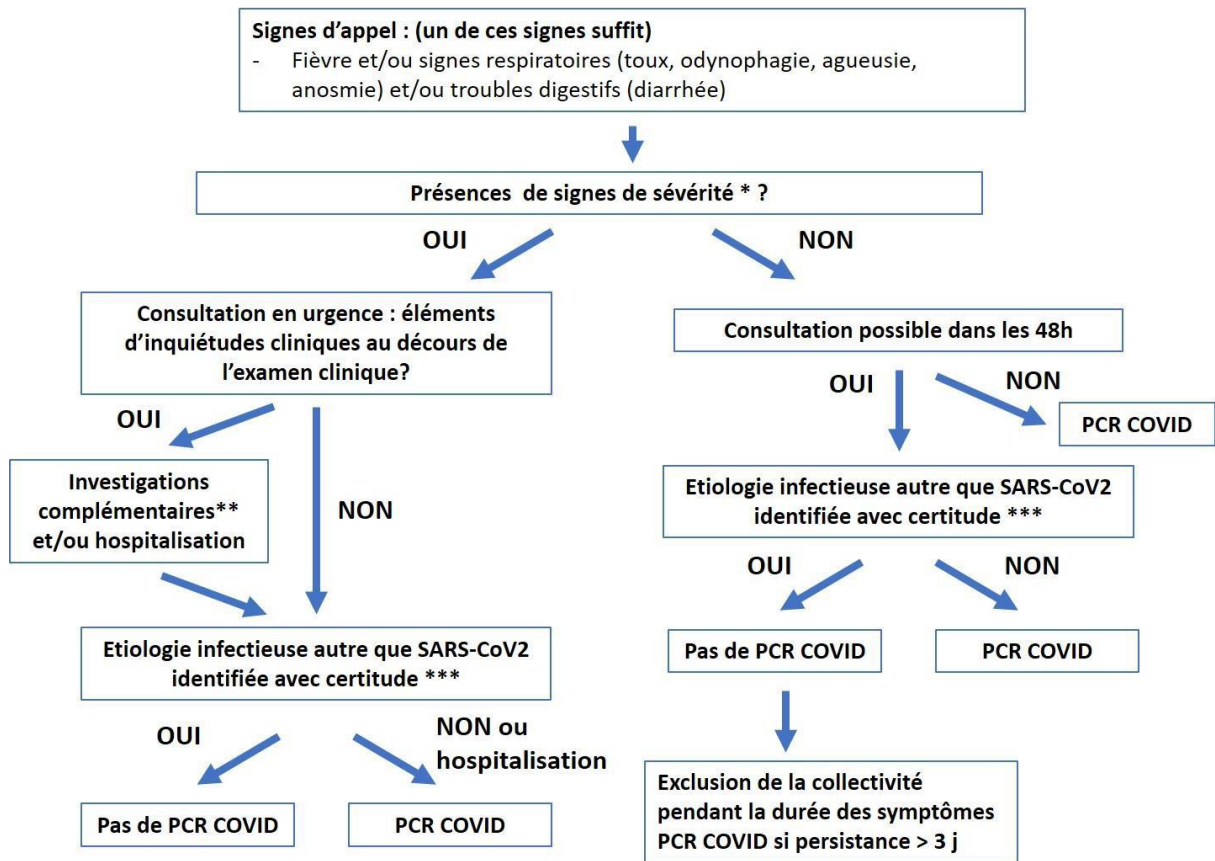 Signes d’appel : (un de ces signes suffit)
- Fièvre et/ou signes respiratoires (toux, odynophagie, agueusie,
anosmie) et/ou troubles digestifs (diarrhée)
Présences de signes de sévérité * ?
OUI
NON
Consultation en urgence : éléments
d’inquiétudes cliniques au décours de
l’examen clinique?
Consultation possible dans les 48h
OUI
NON
PCR COVID
OUI
NON
Investigations
complémentaires**
et/ou hospitalisation
Etiologie infectieuse autre que SARS-CoV2
identifiée avec certitude ***
OUI
NON
Pas de PCR COVID
PCR COVID
Etiologie infectieuse autre que SARS-CoV2
identifiée avec certitude ***
OUI
NON ou
hospitalisation
Pas de PCR COVID
PCR COVID
Exclusion de la collectivité
pendant la durée des symptômes
PCR COVID si persistance > 3 j